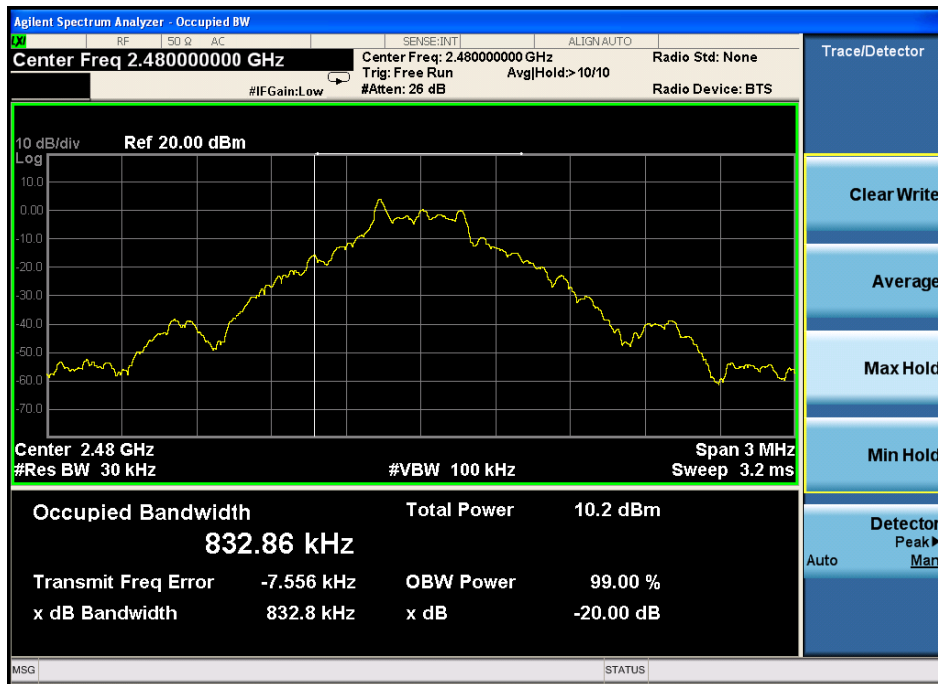 Agilent Spectrum Analyzer - Occupied BW
LXI RF 50 Ω AC SENSE:INT ALIGN AUTO
Center Freq 2.480000000 GHz
Center Freq: 2.480000000 GHz Radio Std: None
Trig: Free Run Avg|Hold:>10/10
#IFGain:Low #Atten: 26 dB Radio Device: BTS
10 dB/div Ref 20.00 dBm
Log
10.0
0.00
-10.0
-20.0
-30.0
-40.0
-50.0
-60.0
-70.0
Center 2.48 GHz Span 3 MHz
#Res BW 30 kHz #VBW 100 kHz Sweep 3.2 ms
Occupied Bandwidth Total Power 10.2 dBm
832.86 kHz
Transmit Freq Error -7.556 kHz OBW Power 99.00 %
x dB Bandwidth 832.8 kHz x dB -20.00 dB
MSG STATUS
Trace/Detector
Clear Write
Average
Max Hold
Min Hold
Detector
Peak▶
Auto Man